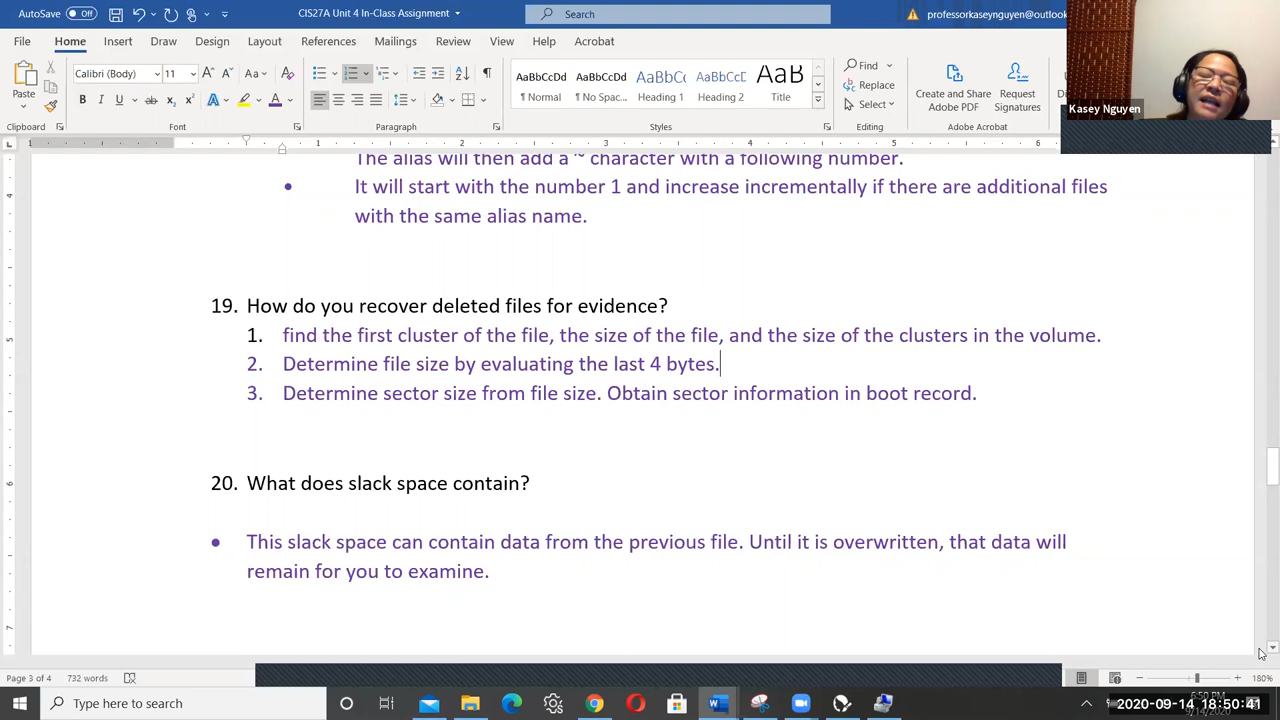 AutoSave Off CIS27A Unit 4 In-Class Assignment Search professorkaseynguyen@outlook
File Home Insert Draw Design Layout References Mailings Review View Help Acrobat
Calibri (Body) 11 AaBbCcDd AaBbCcDd AaBbCc AaBbCcE AaB Find
Paste ¶ Normal ¶ No Spac... Heading 1 Heading 2 Title Replace Create and Share Adobe PDF Request Signatures
Select
Clipboard Font Paragraph Styles Editing Adobe Acrobat
Kasey Nguyen
The alias will then add a ~ character with a following number.
• It will start with the number 1 and increase incrementally if there are additional files
with the same alias name.
19. How do you recover deleted files for evidence?
1. find the first cluster of the file, the size of the file, and the size of the clusters in the volume.
2. Determine file size by evaluating the last 4 bytes.
3. Determine sector size from file size. Obtain sector information in boot record.
20. What does slack space contain?
• This slack space can contain data from the previous file. Until it is overwritten, that data will
remain for you to examine.
Page 3 of 4 732 words 180%
Type here to search 6:50 PM
2020-09-14 18:50:41